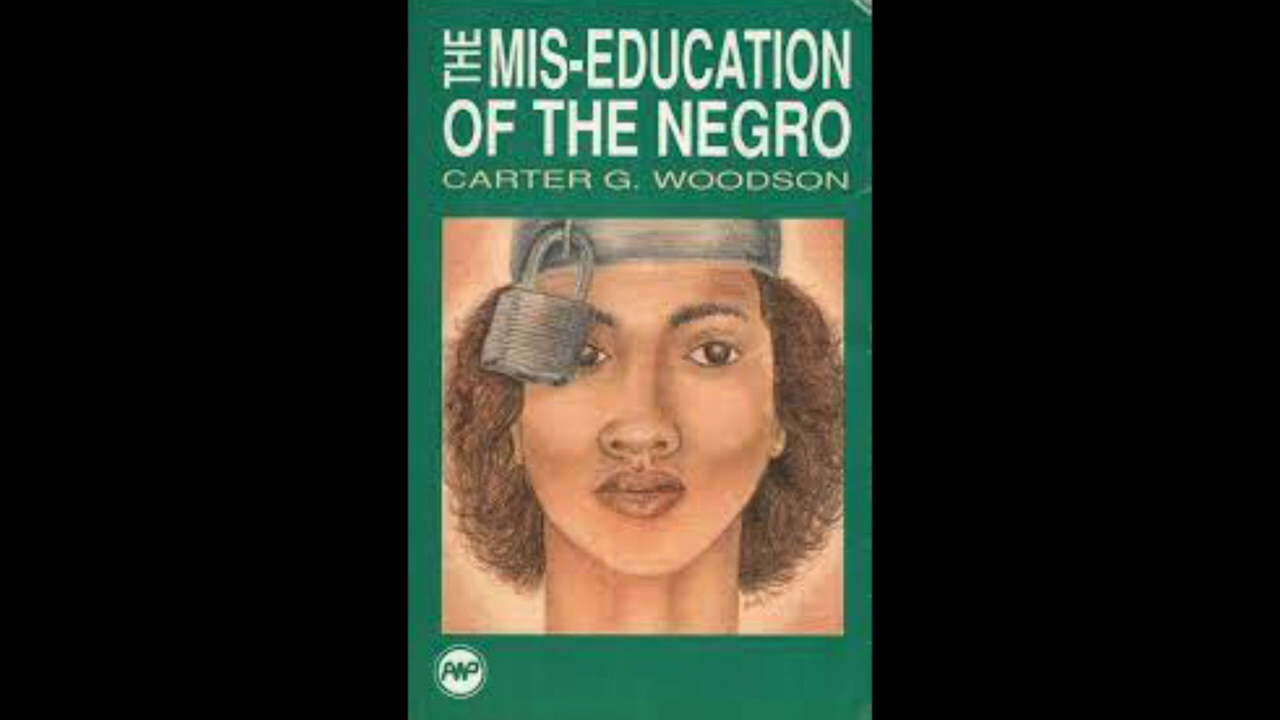 THE MIS-EDUCATION
OF THE NEGRO
CARTER G. WOODSON
AWP